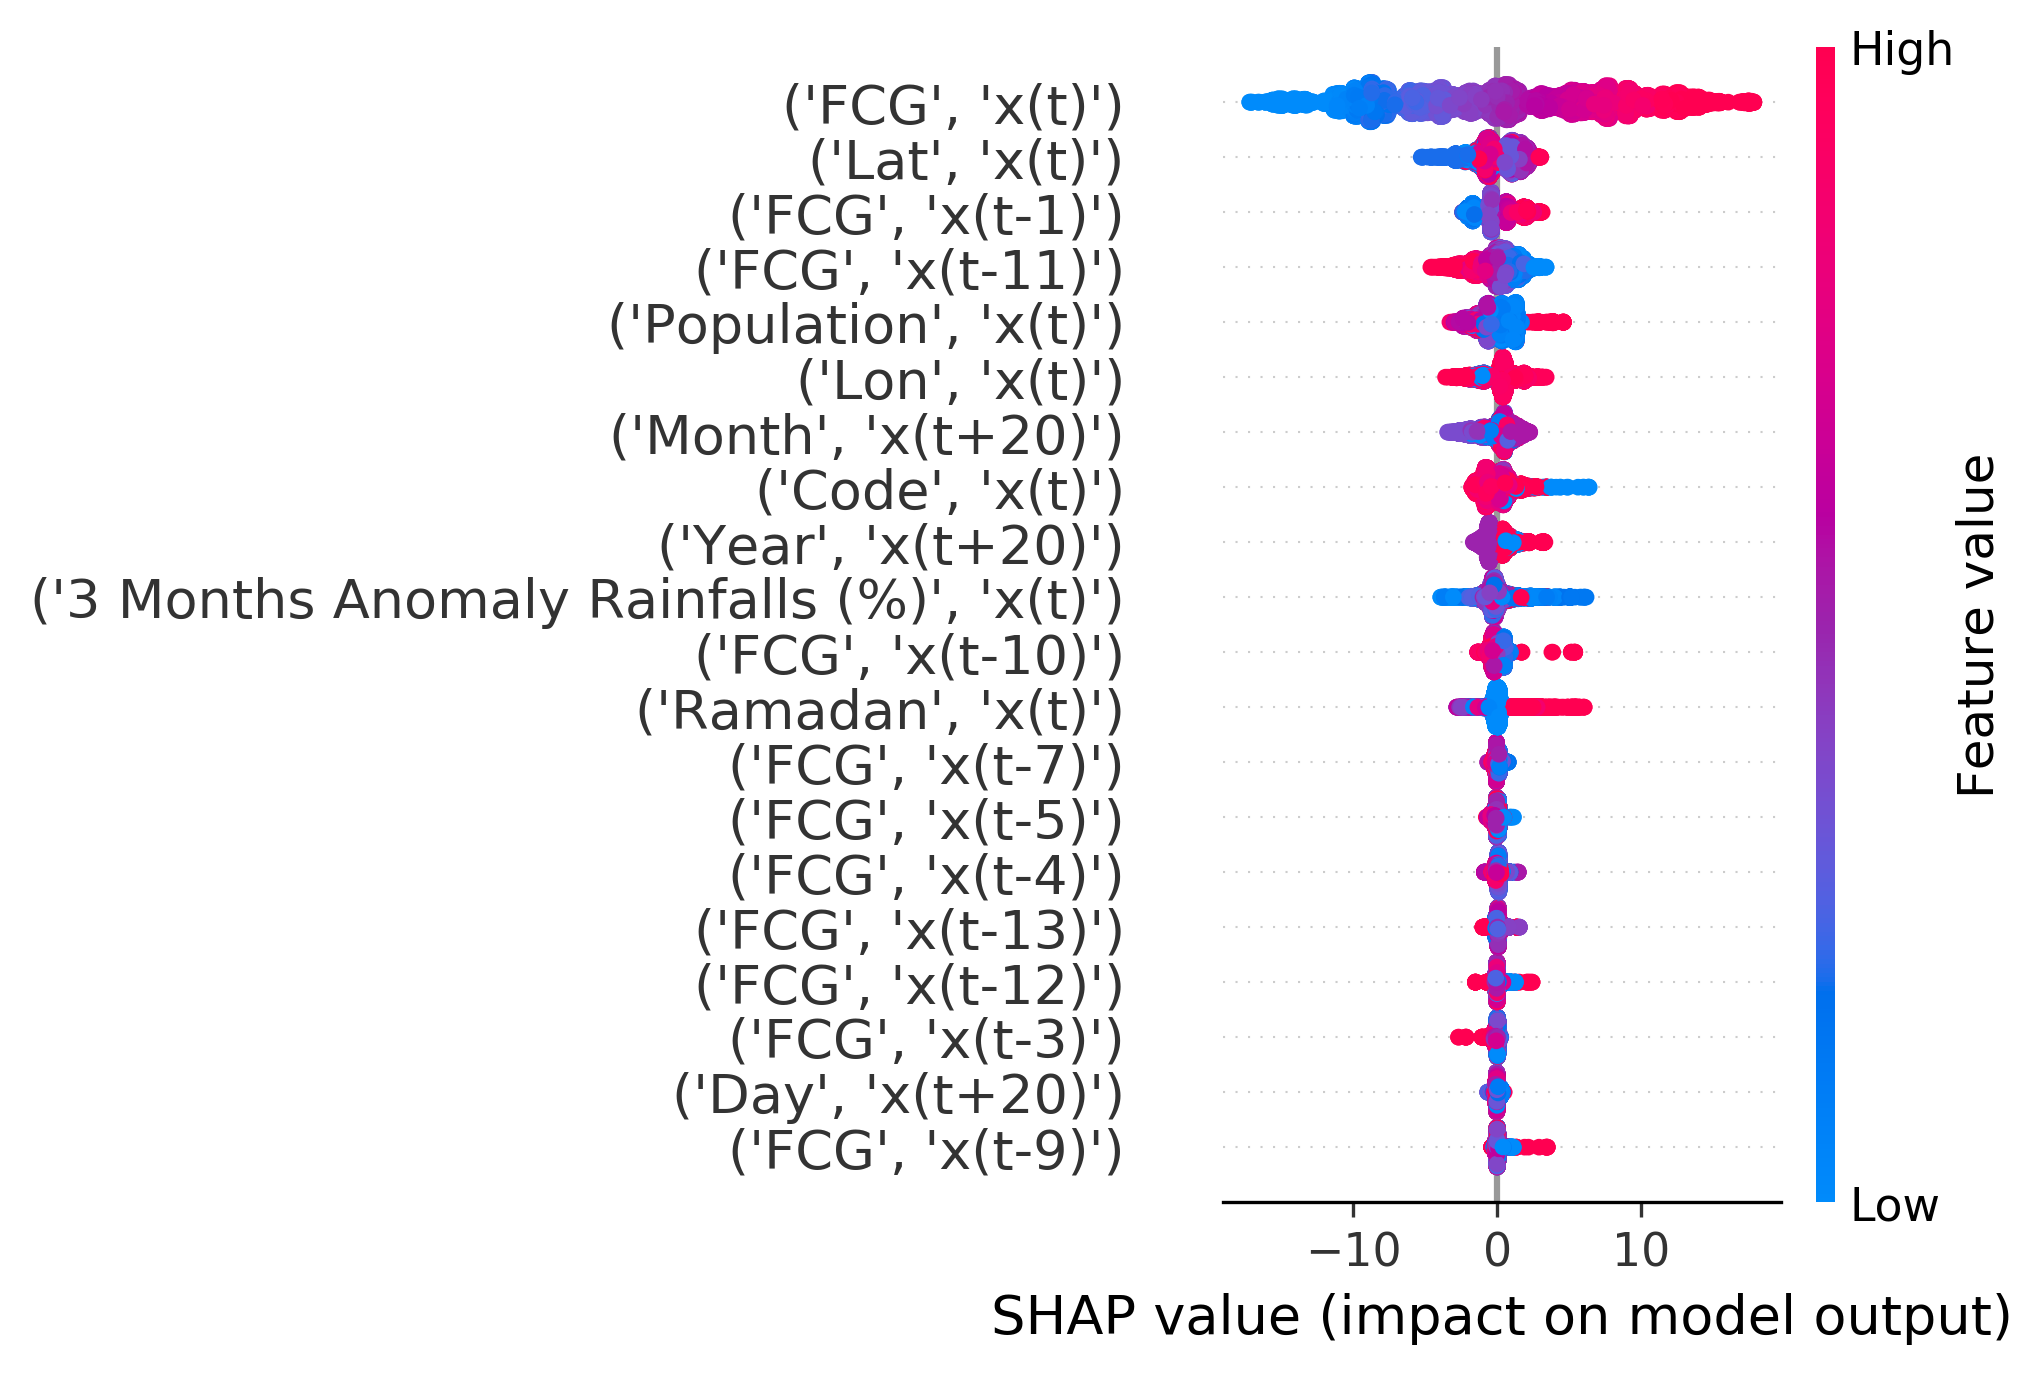 High
('FCG', 'x(t)')
('Lat', 'x(t)')
('FCG', 'x(t-1)')
('FCG', 'x(t-11)')
('Population', 'x(t)')
('Lon', 'x(t)')
('Month', 'x(t+20)')
('Code', 'x(t)')
('Year', 'x(t+20)')
('3 Months Anomaly Rainfalls (%)', 'x(t)')
('FCG', 'x(t-10)')
('Ramadan', 'x(t)')
('FCG', 'x(t-7)')
('FCG', 'x(t-5)')
('FCG', 'x(t-4)')
('FCG', 'x(t-13)')
('FCG', 'x(t-12)')
('FCG', 'x(t-3)')
('Day', 'x(t+20)')
('FCG', 'x(t-9)')
Feature value
Low
−10 0 10
SHAP value (impact on model output)